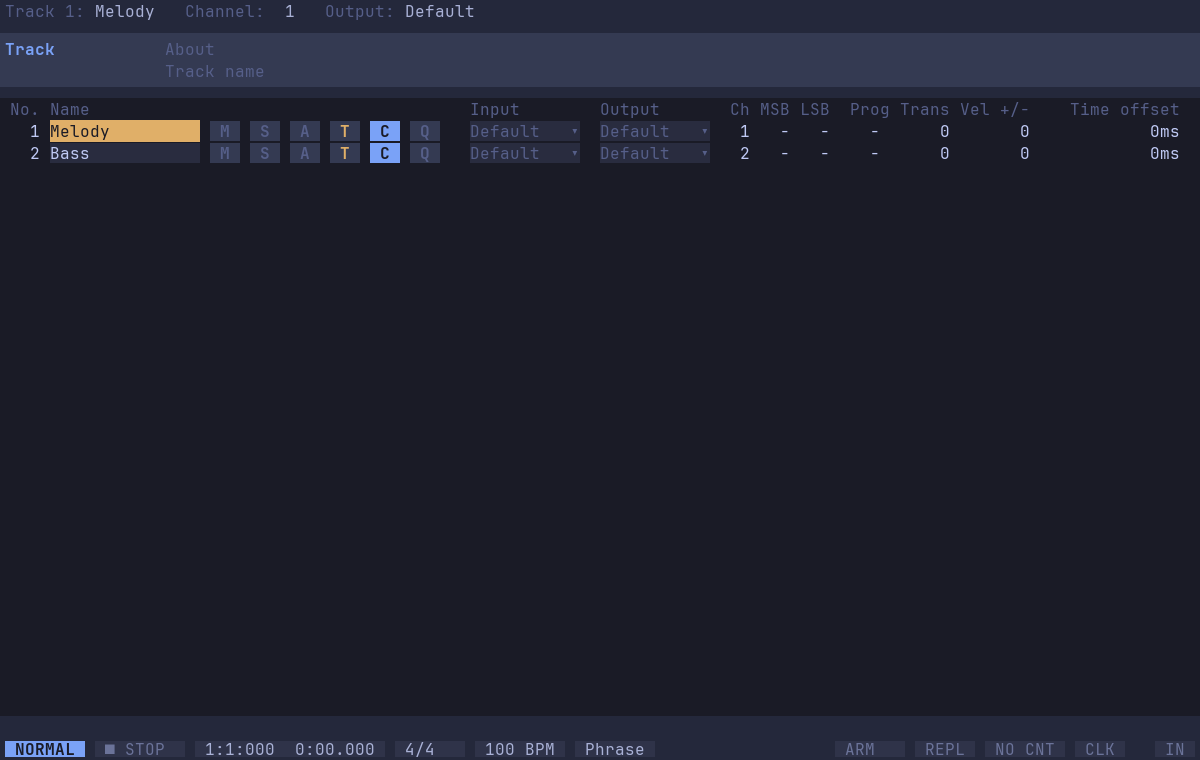 Track 1: Melody Channel: 1 Output: Default
Track About
Track name
No. Name Input Output Ch MSB LSB Prog Trans Vel +/- Time offset
1 Melody M S A T C Q Default ▾ Default ▾ 1 - - - 0 0 0ms
2 Bass M S A T C Q Default ▾ Default ▾ 2 - - - 0 0 0ms
NORMAL ■ STOP 1:1:000 0:00.000 4/4 100 BPM Phrase ARM REPL NO CNT CLK IN